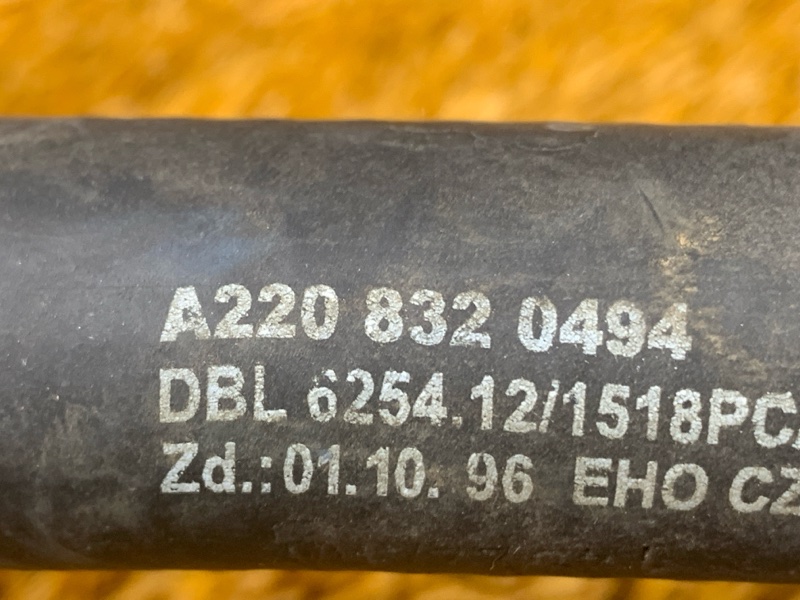 A220 832 0494
DBL 6254.12/1518PC
Zd.:01.10. 96 EHO CZ